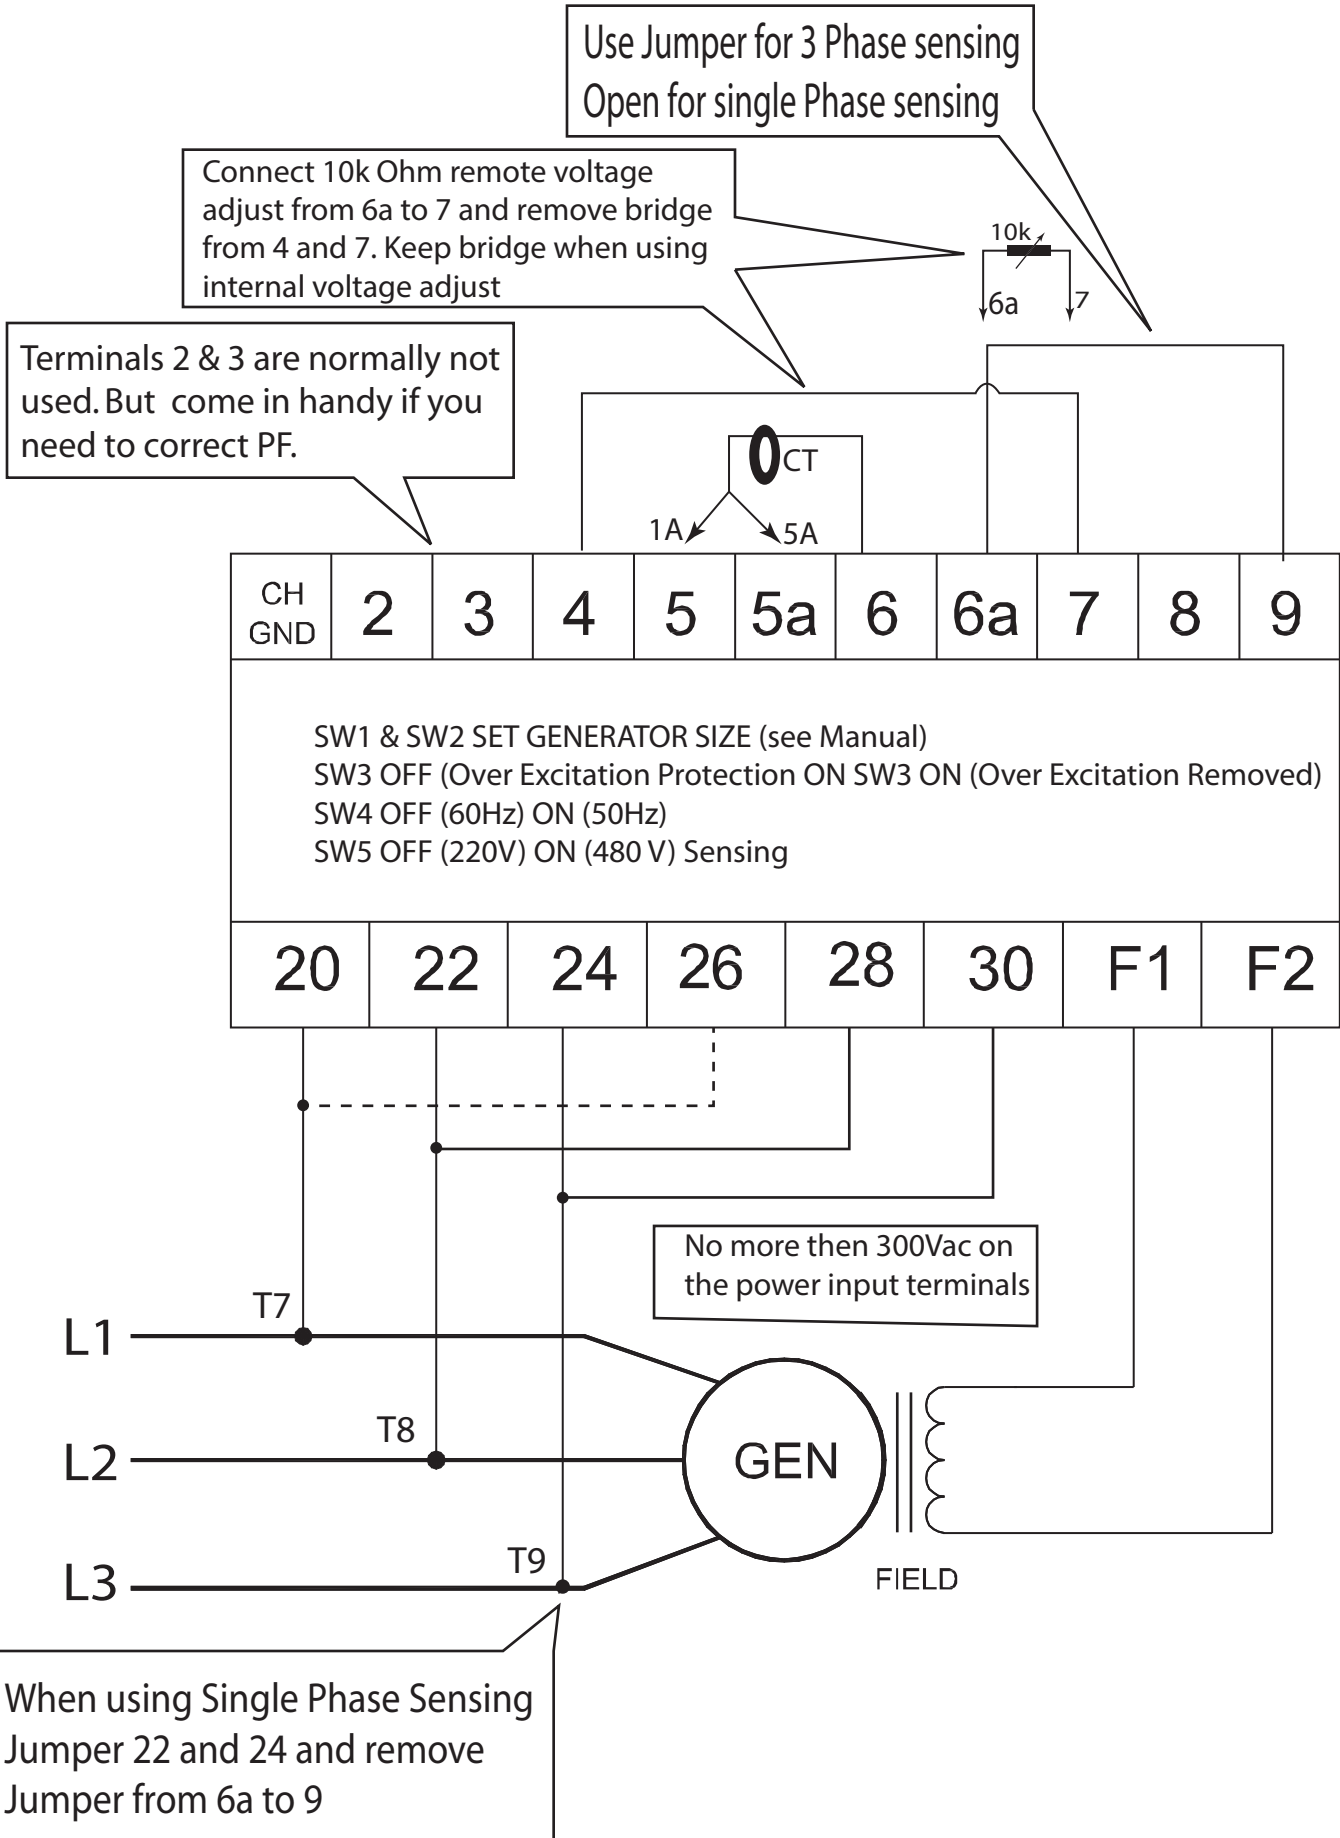 Use Jumper for 3 Phase sensing
Open for single Phase sensing
Connect 10k Ohm remote voltage
adjust from 6a to 7 and remove bridge
from 4 and 7. Keep bridge when using
internal voltage adjust
10k
6a
7
Terminals 2 & 3 are normally not
used. But come in handy if you
need to correct PF.
CT
1A
5A
CH
GND
2
3
4
5
5a
6
6a
7
8
9
SW1 & SW2 SET GENERATOR SIZE (see Manual)
SW3 OFF (Over Excitation Protection ON SW3 ON (Over Excitation Removed)
SW4 OFF (60Hz) ON (50Hz)
SW5 OFF (220V) ON (480 V) Sensing
20
22
24
26
28
30
F1
F2
No more then 300Vac on
the power input terminals
T7
L1
T8
L2
GEN
T9
L3
FIELD
When using Single Phase Sensing
Jumper 22 and 24 and remove
Jumper from 6a to 9